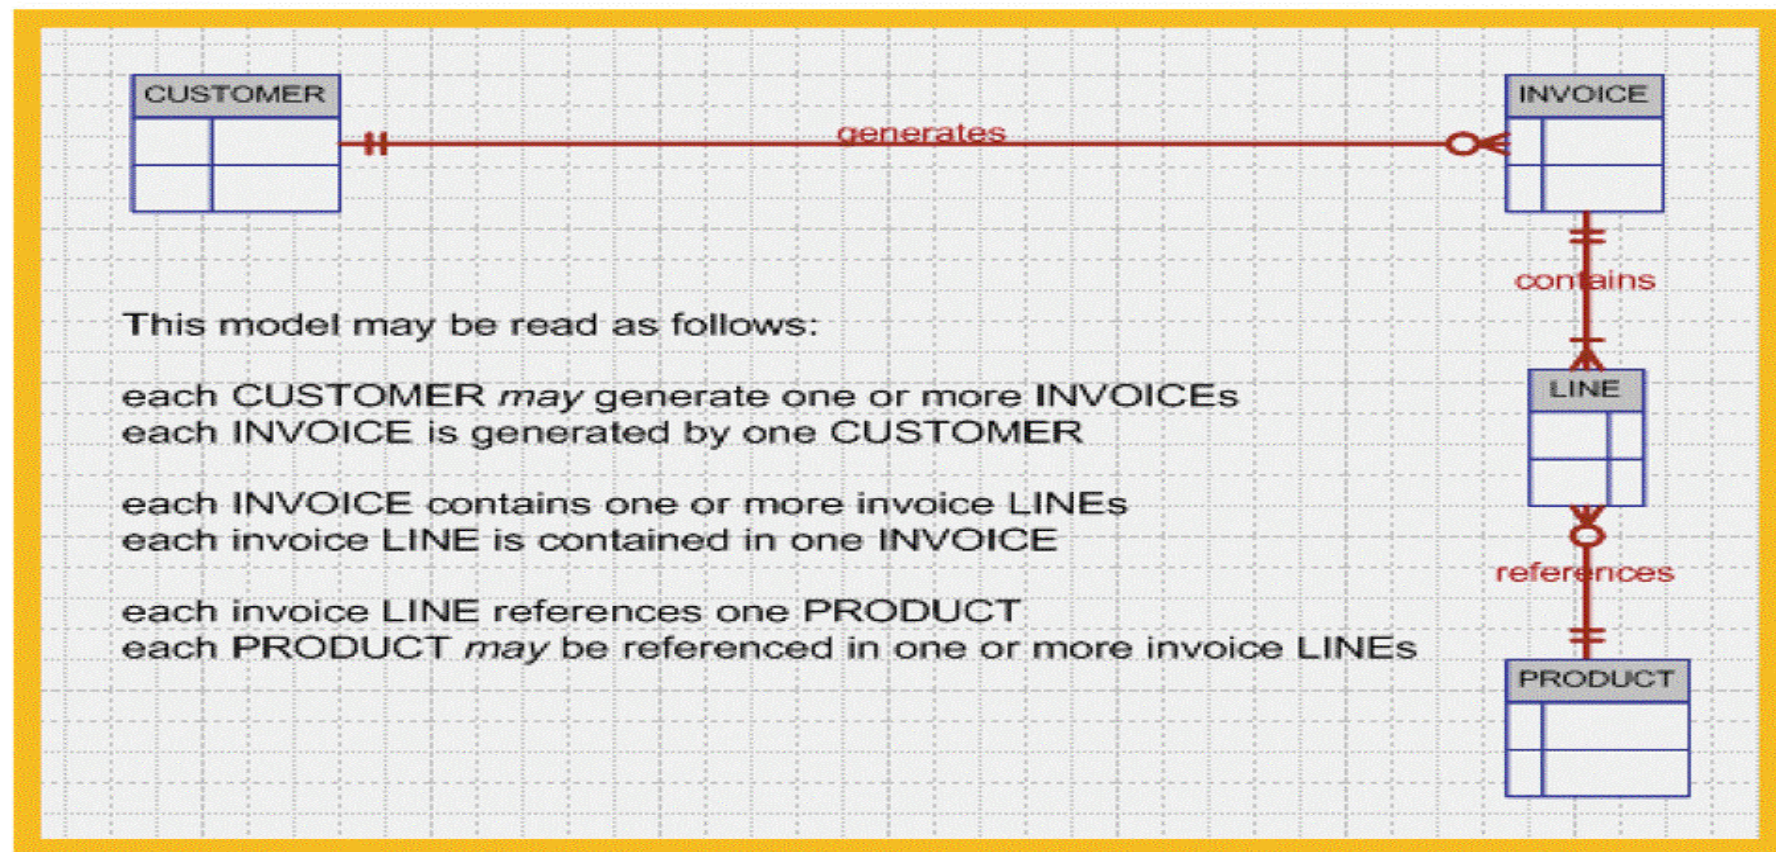 CUSTOMER
generates
INVOICE
contains
This model may be read as follows:
each CUSTOMER may generate one or more INVOICEs
LINE
each INVOICE is generated by one CUSTOMER
each INVOICE contains one or more invoice LINEs
each invoice LINE is contained in one INVOICE
references
each invoice LINE references one PRODUCT
each PRODUCT may be referenced in one or more invoice LINEs
PRODUCT